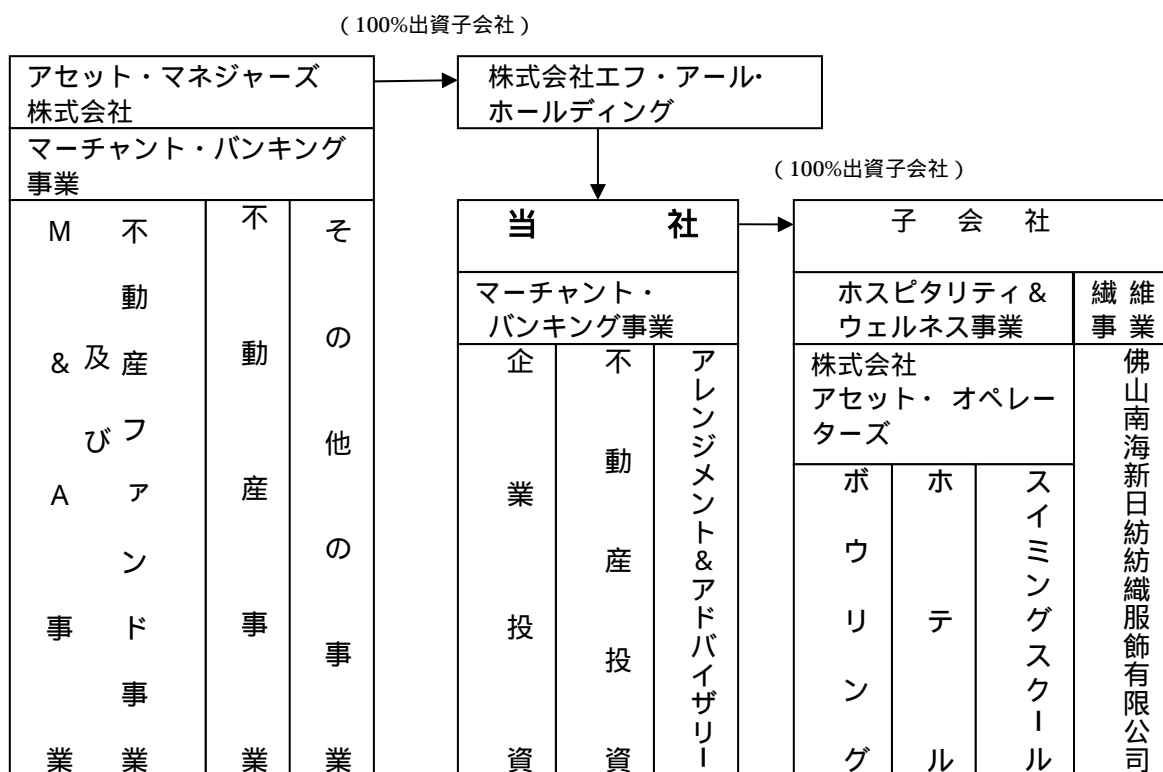 （100%出資子会社）
アセット・マネジャーズ
株式会社
株式会社エフ・アール・
ホールディング
マーチャント・バンキング
事業
不動産ファンド事業
及び
M&A事業
不動産事業
その他の事業
（100%出資子会社）
当 社
マーチャント・
バンキング事業
企業投資
不動産投資
アレンジメント&アドバイザリー
子 会 社
ホスピタリティ＆
ウェルネス事業
繊維
事業
株式会社
アセット・ オペレー
ターズ
ボウリング
ホテル
スイミングスクール
佛山南海新日紡紡織服飾有限公司